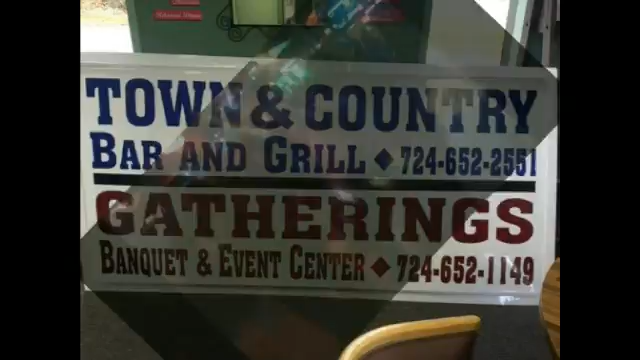 TOWN & COUNTRY
BAR AND GRILL ◆ 724-652-2551
GATHERINGS
BANQUET & EVENT CENTER ◆ 724-652-1149